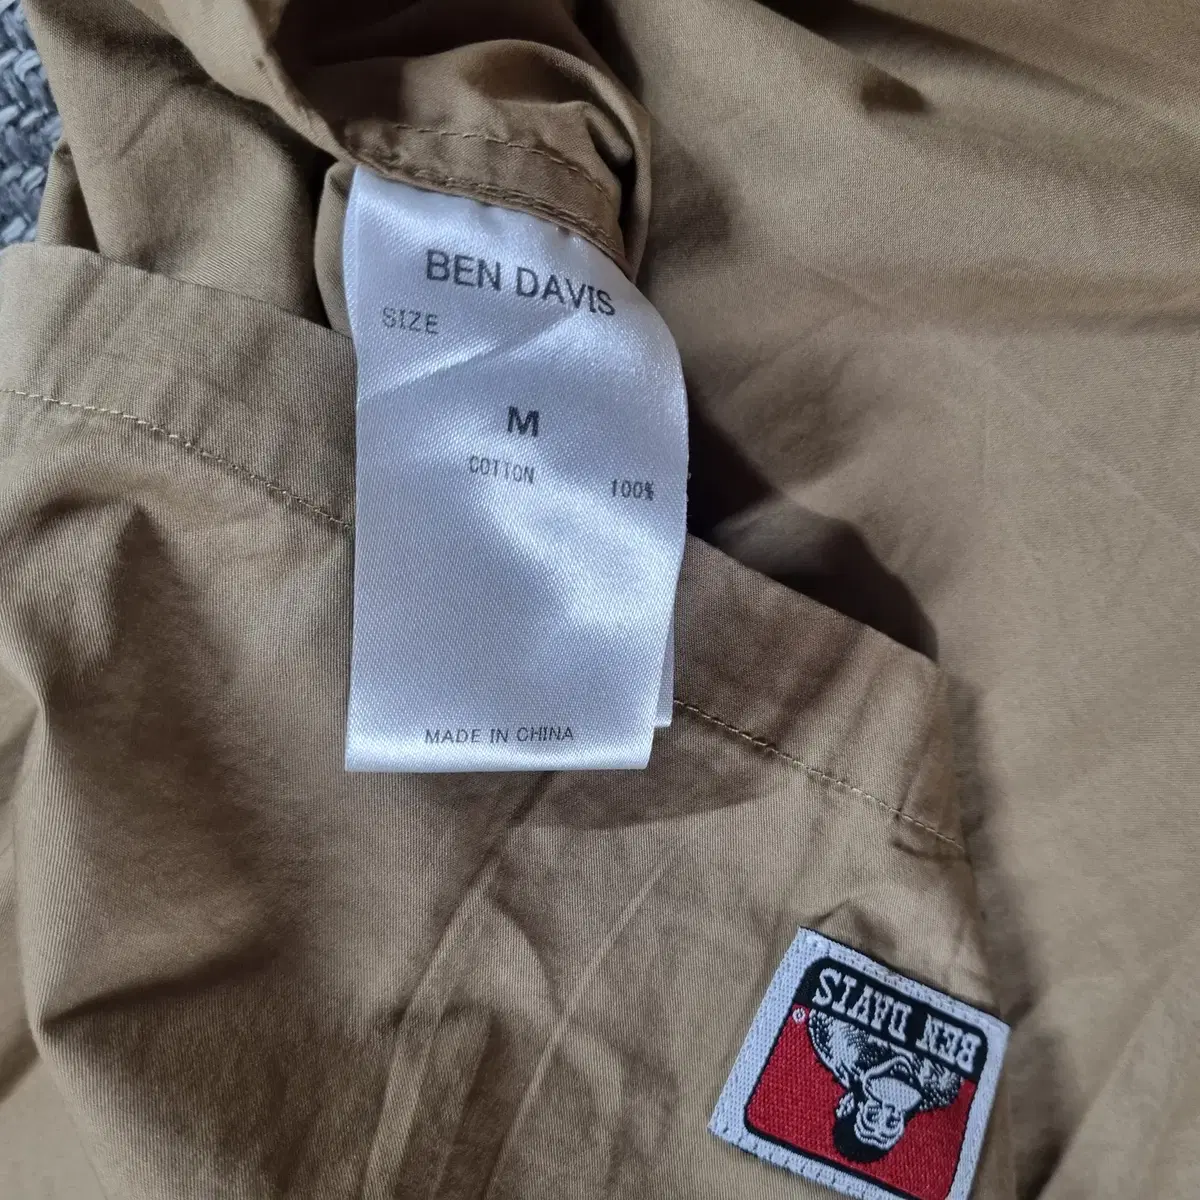 BEN DAVIS
SIZE
M
COTTON 100%
MADE IN CHINA
BEN DAVIS